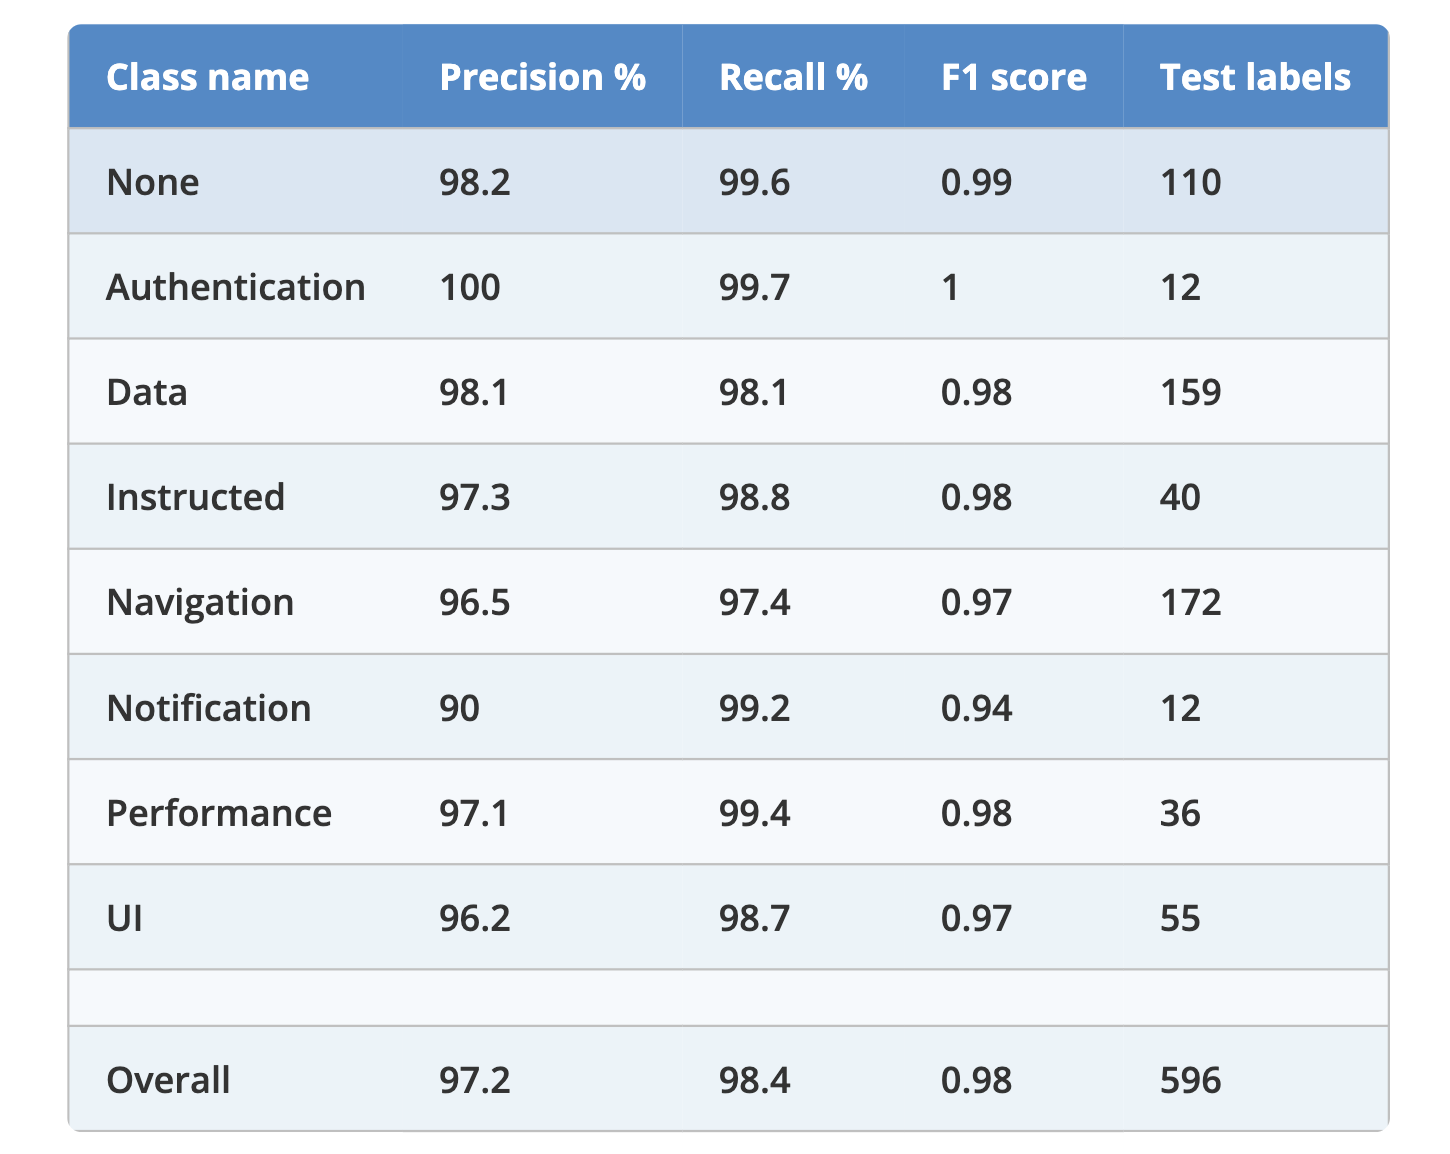 Class name Precision % Recall % F1 score Test labels
None 98.2 99.6 0.99 110
Authentication 100 99.7 1 12
Data 98.1 98.1 0.98 159
Instructed 97.3 98.8 0.98 40
Navigation 96.5 97.4 0.97 172
Notification 90 99.2 0.94 12
Performance 97.1 99.4 0.98 36
UI 96.2 98.7 0.97 55
Overall 97.2 98.4 0.98 596